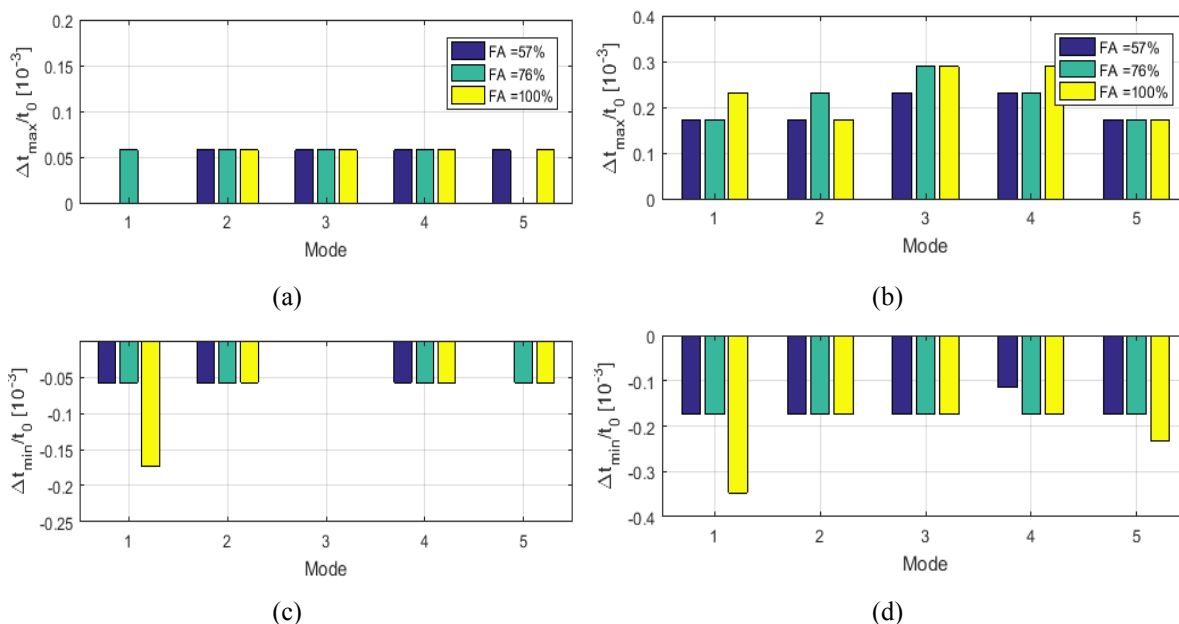 0.2
0.15
0.1
0.05
0
Δt_max/t_0 [10^-3]
FA =57%
FA =76%
FA =100%
1 2 3 4 5
Mode
(a)
0.4
0.3
0.2
0.1
0
Δt_max/t_0 [10^-3]
FA =57%
FA =76%
FA =100%
1 2 3 4 5
Mode
(b)
-0.05
-0.1
-0.15
-0.2
-0.25
Δt_min/t_0 [10^-3]
1 2 3 4 5
Mode
(c)
0
-0.1
-0.2
-0.3
-0.4
Δt_min/t_0 [10^-3]
1 2 3 4 5
Mode
(d)